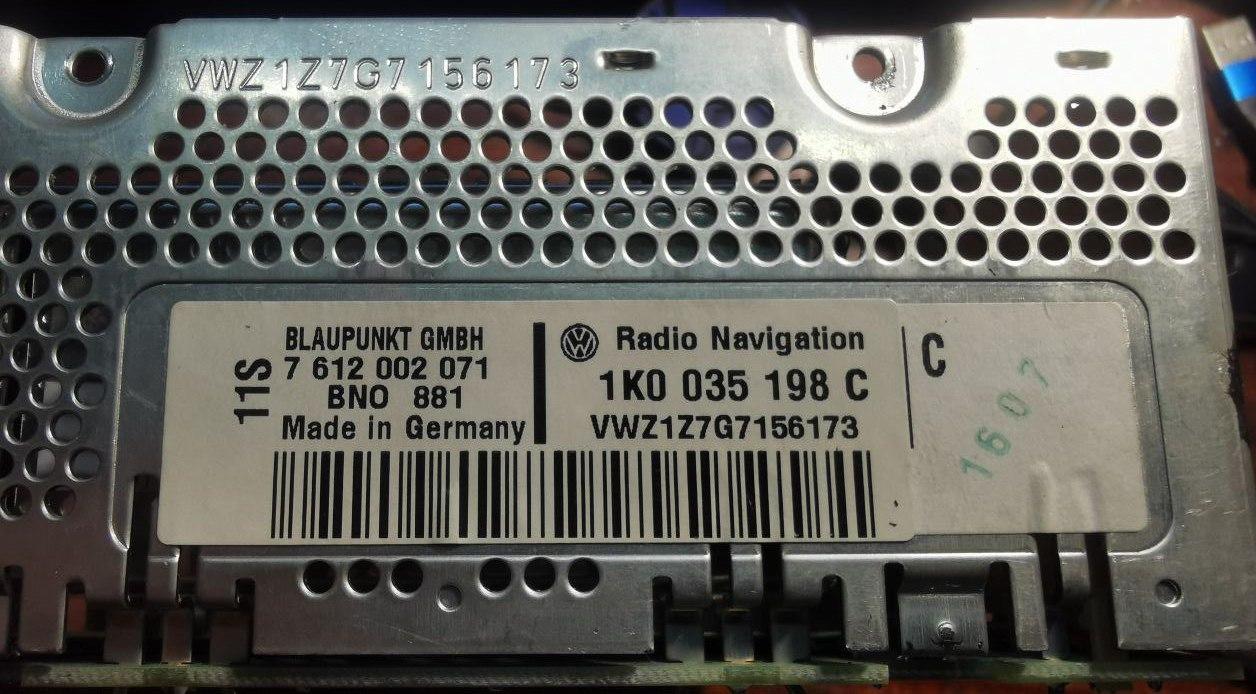 VWZ1Z7G7156173
11S
BLAUPUNKT GMBH
7 612 002 071
BNO 881
Made in Germany
Radio Navigation
1K0 035 198 C
VWZ1Z7G7156173
C
1607